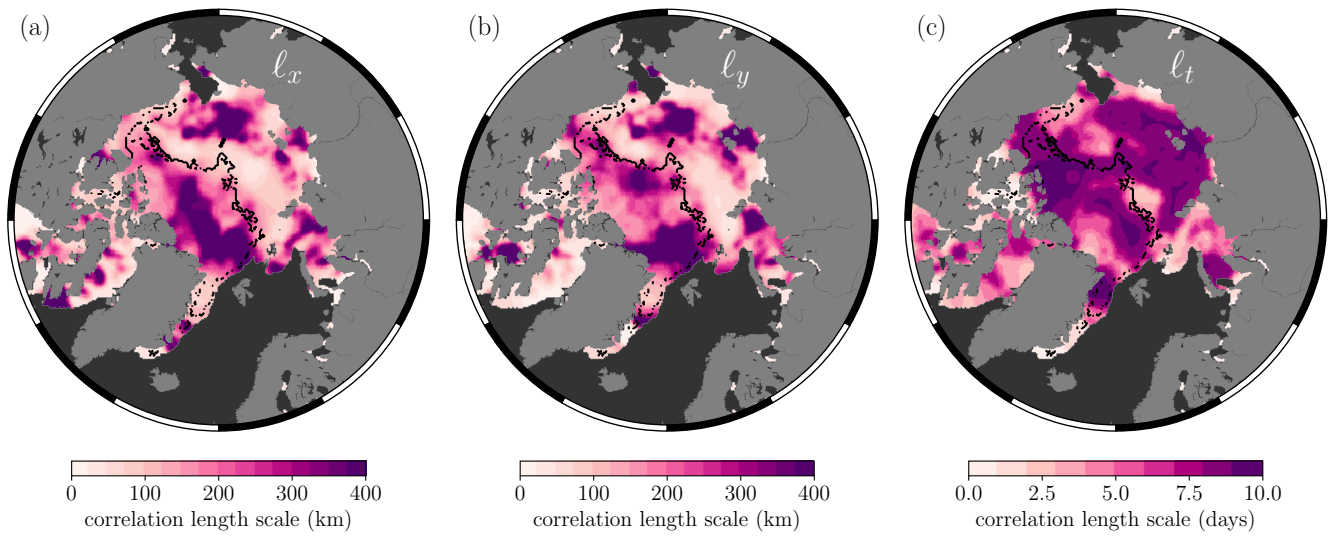 (a)
ℓx
0 100 200 300 400
correlation length scale (km)
(b)
ℓy
0 100 200 300 400
correlation length scale (km)
(c)
ℓt
0.0 2.5 5.0 7.5 10.0
correlation length scale (days)